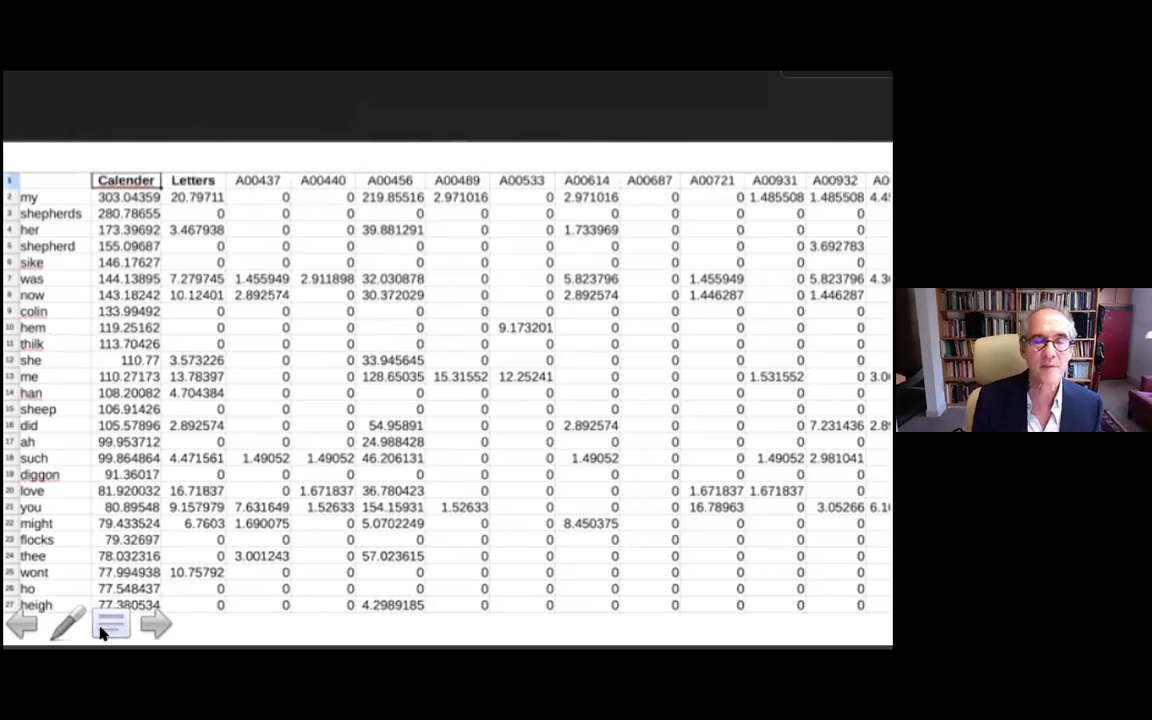 1 Calender Letters A00437 A00440 A00456 A00489 A00533 A00614 A00687 A00721 A00931 A00932 A0
2 my 303.04359 20.79711 0 0 219.85516 2.971016 0 2.971016 0 0 1.485508 1.485508 4.4
3 shepherds 280.78655 0 0 0 0 0 0 0 0 0 0 0
4 her 173.39692 3.467938 0 0 39.881291 0 0 1.733969 0 0 0 0
5 shepherd 155.09687 0 0 0 0 0 0 0 0 0 0 3.692783
6 sike 146.17627 0 0 0 0 0 0 0 0 0 0 0
7 was 144.13895 7.279745 1.455949 2.911898 32.030878 0 0 5.823796 0 1.455949 0 5.823796 4.3
8 now 143.18242 10.12401 2.892574 0 30.372029 0 0 2.892574 0 1.446287 0 1.446287
9 colin 133.99492 0 0 0 0 0 0 0 0 0 0 0
10 hem 119.25162 0 0 0 0 0 9.173201 0 0 0 0 0
11 thilk 113.70426 0 0 0 0 0 0 0 0 0 0 0
12 she 110.77 3.573226 0 0 33.945645 0 0 0 0 0 0 0
13 me 110.27173 13.78397 0 0 128.65035 15.31552 12.25241 0 0 0 1.531552 0 3.0
14 han 108.20082 4.704384 0 0 0 0 0 0 0 0 0 0
15 sheep 106.91426 0 0 0 0 0 0 0 0 0 0 0
16 did 105.57896 2.892574 0 0 54.95891 0 0 2.892574 0 0 0 7.231436 2.8
17 ah 99.953712 0 0 0 24.988428 0 0 0 0 0 0 0
18 such 99.864864 4.471561 1.49052 1.49052 46.206131 0 0 1.49052 0 0 1.49052 2.981041
19 diggon 91.36017 0 0 0 0 0 0 0 0 0 0 0
20 love 81.920032 16.71837 0 1.671837 36.780423 0 0 0 0 1.671837 1.671837 0
21 you 80.89548 9.157979 7.631649 1.52633 154.15931 1.52633 0 0 0 16.78963 0 3.05266 6.1
22 might 79.433524 6.7603 1.690075 0 5.0702249 0 0 8.450375 0 0 0 0
23 flocks 79.32697 0 0 0 0 0 0 0 0 0 0 0
24 thee 78.032316 0 3.001243 0 57.023615 0 0 0 0 0 0 0
25 wont 77.994938 10.75792 0 0 0 0 0 0 0 0 0 0
26 ho 77.548437 0 0 0 0 0 0 0 0 0 0 0
27 heigh 77.380534 0 0 0 4.2989185 0 0 0 0 0 0 0